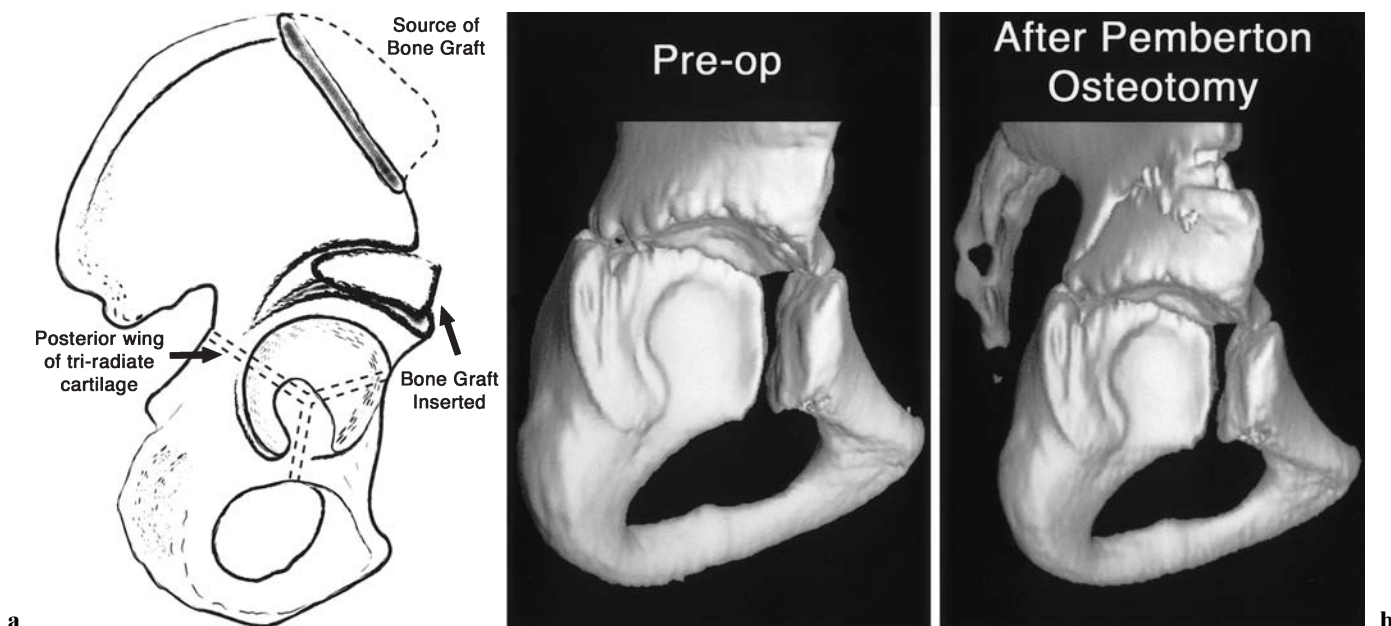 Source of
Bone Graft
Posterior wing
of tri-radiate
cartilage
Bone Graft
Inserted
a
Pre-op
After Pemberton
Osteotomy
b